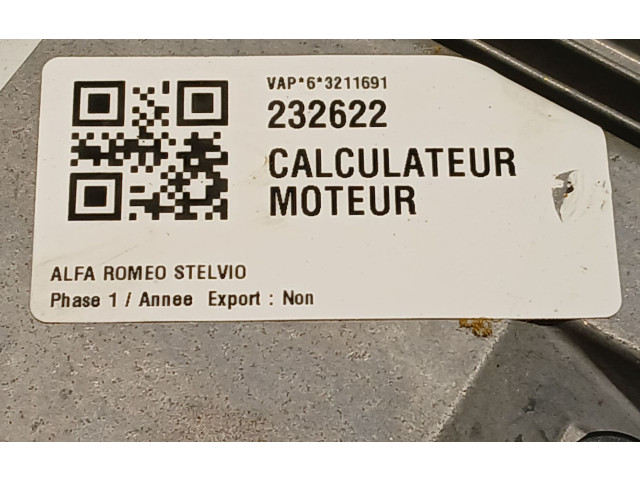 VAP*6*3211691
232622
CALCULATEUR
MOTEUR
ALFA ROMEO STELVIO
Phase 1 / Annee Export : Non